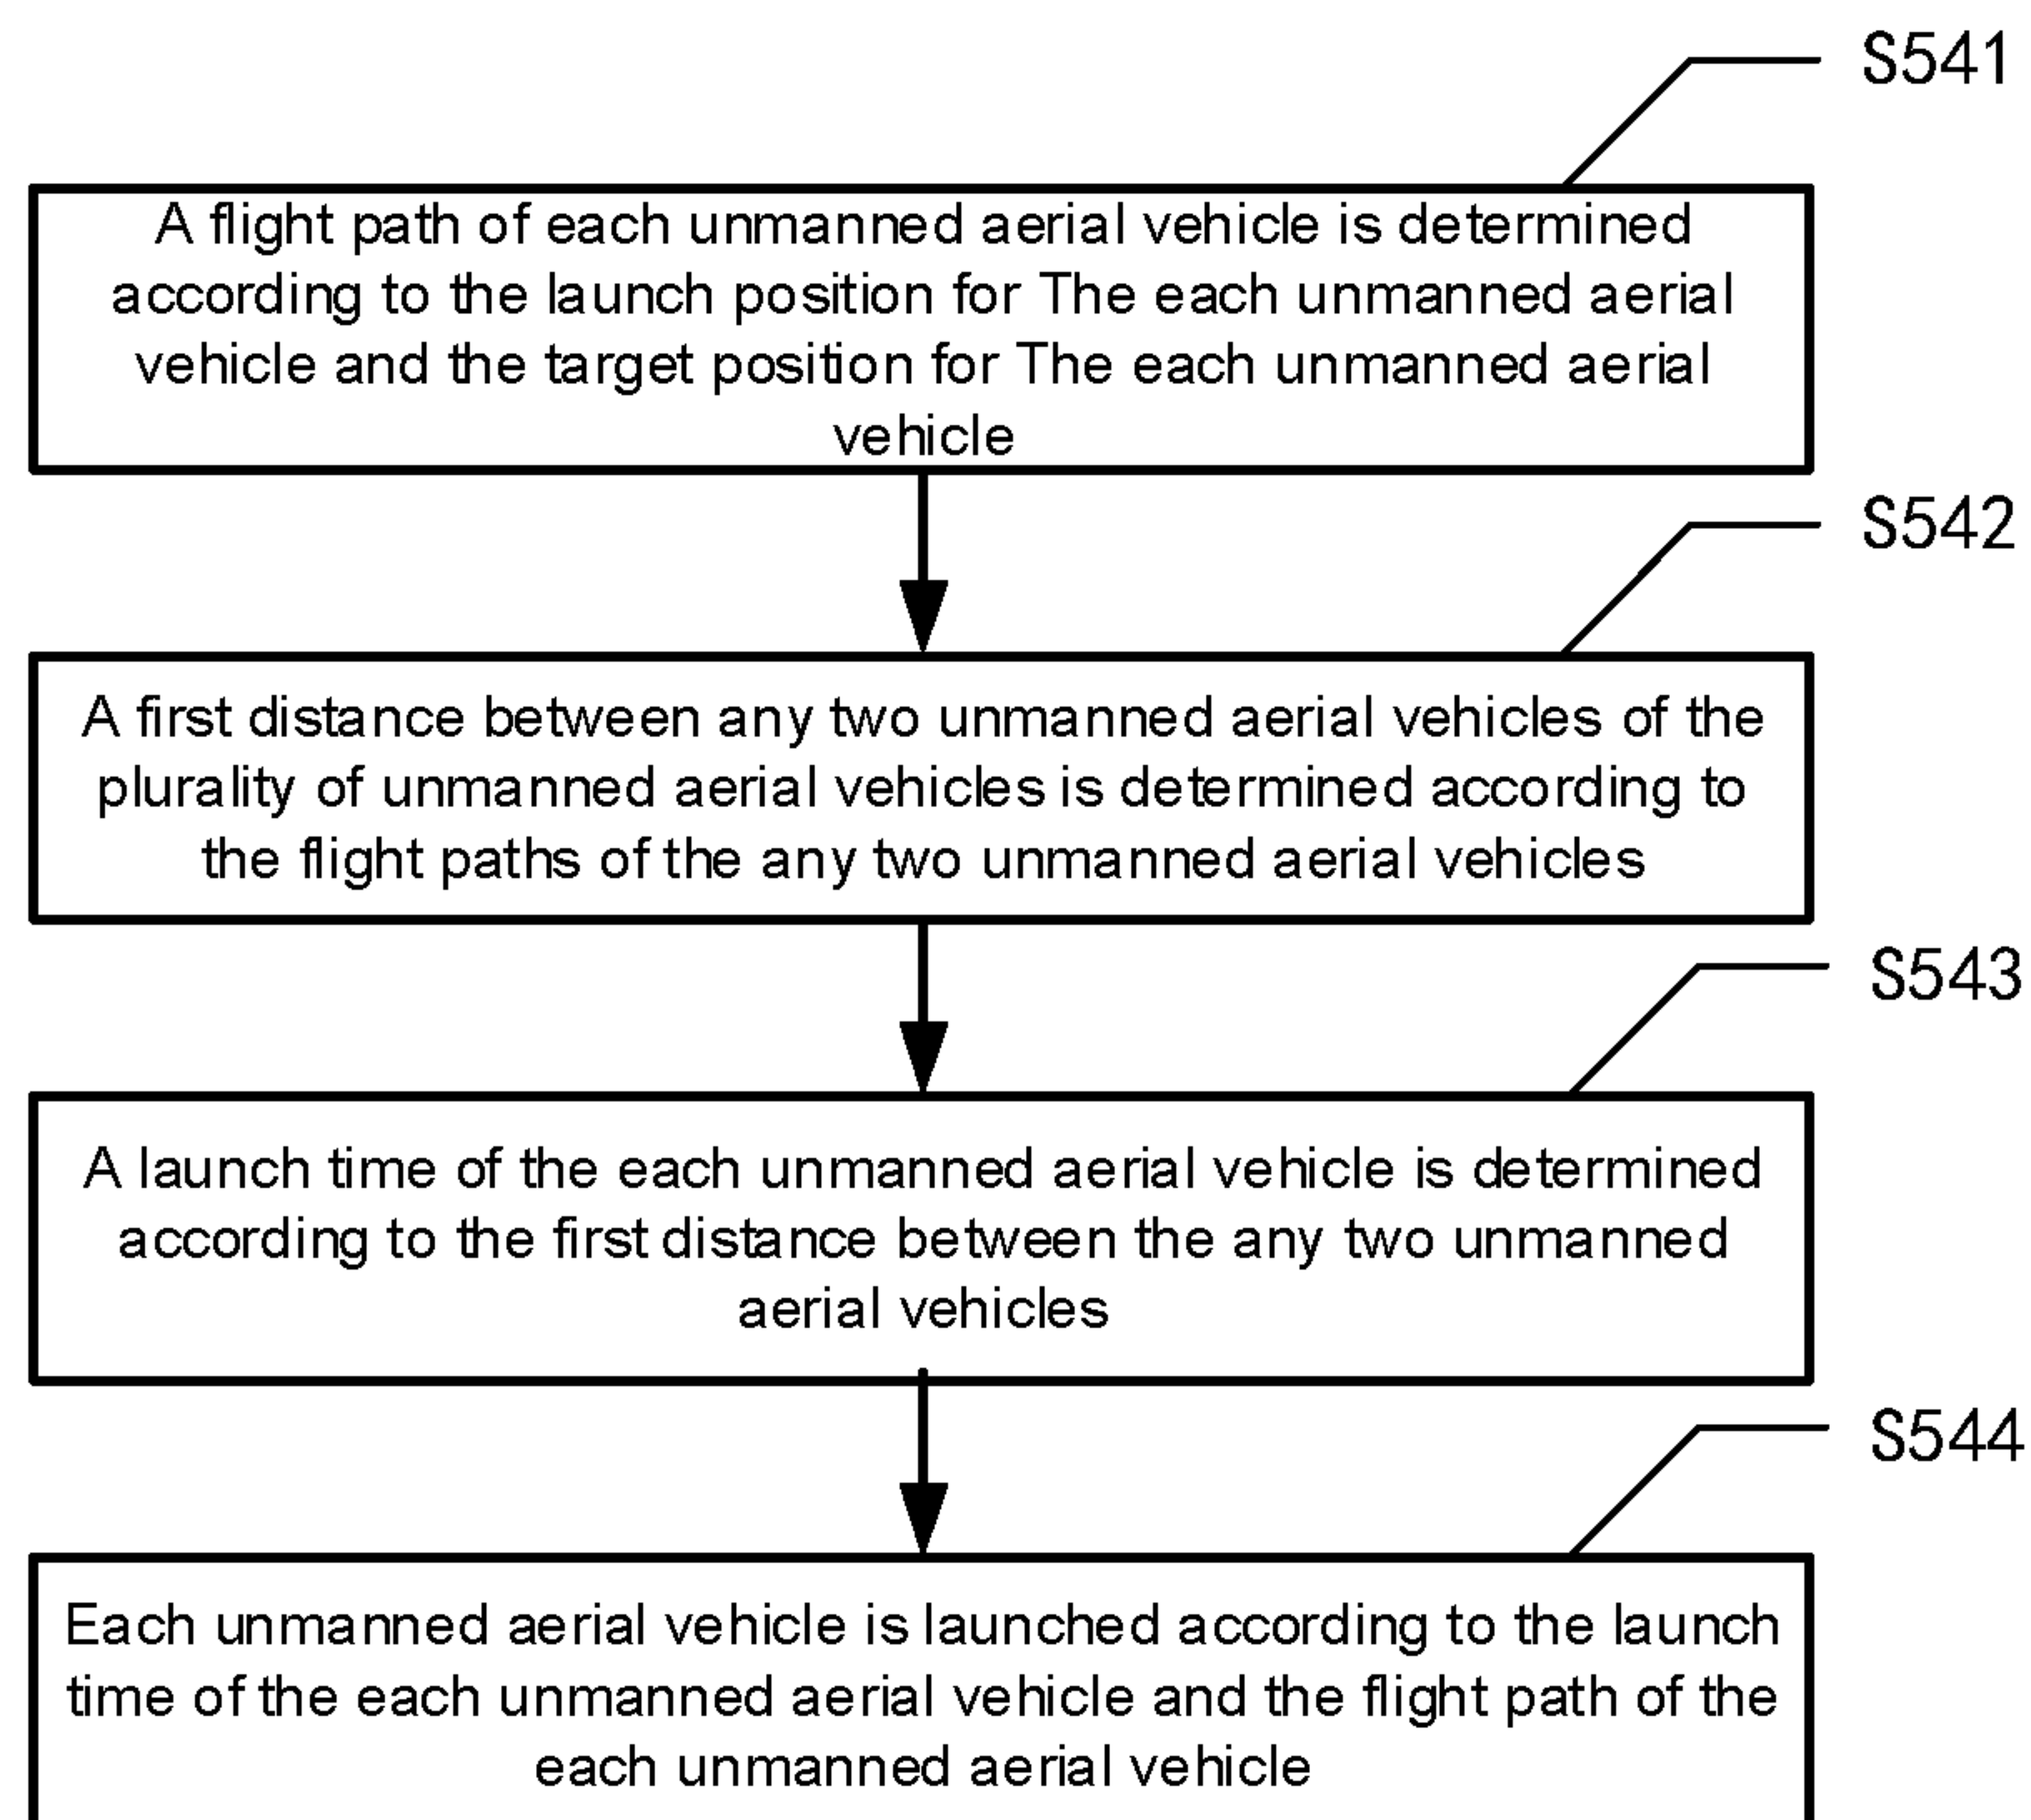 S541
A flight path of each unmanned aerial vehicle is determined
according to the launch position for The each unmanned aerial
vehicle and the target position for The each unmanned aerial
vehicle
S542
A first distance between any two unmanned aerial vehicles of the
plurality of unmanned aerial vehicles is determined according to
the flight paths of the any two unmanned aerial vehicles
S543
A launch time of the each unmanned aerial vehicle is determined
according to the first distance between the any two unmanned
aerial vehicles
S544
Each unmanned aerial vehicle is launched according to the launch
time of the each unmanned aerial vehicle and the flight path of the
each unmanned aerial vehicle